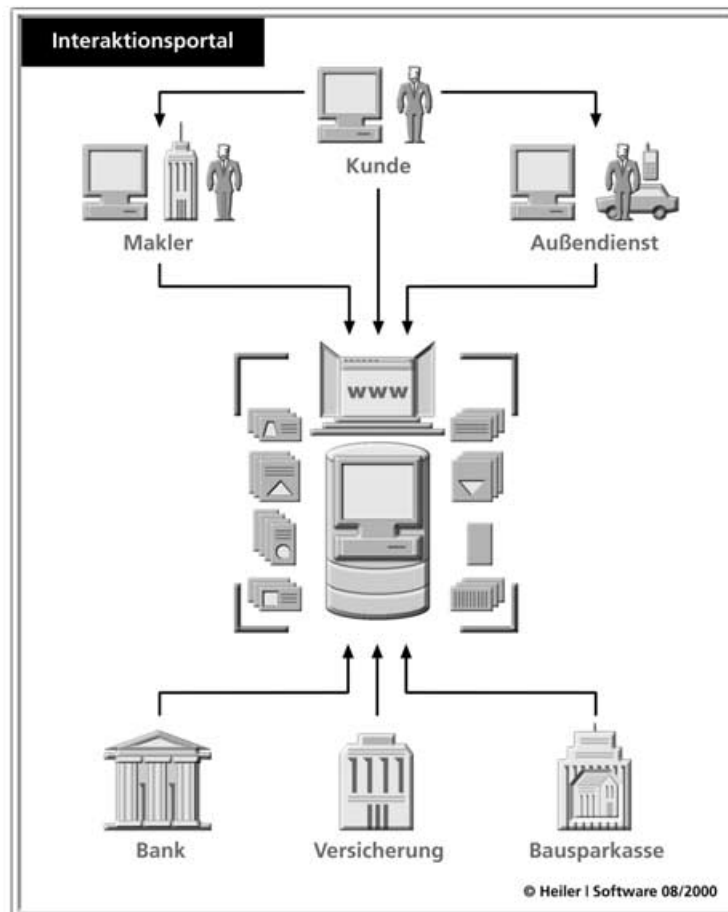 Interaktionsportal
Kunde
Makler
Außendienst
www
Bank
Versicherung
Bausparkasse
© Heiler | Software 08/2000